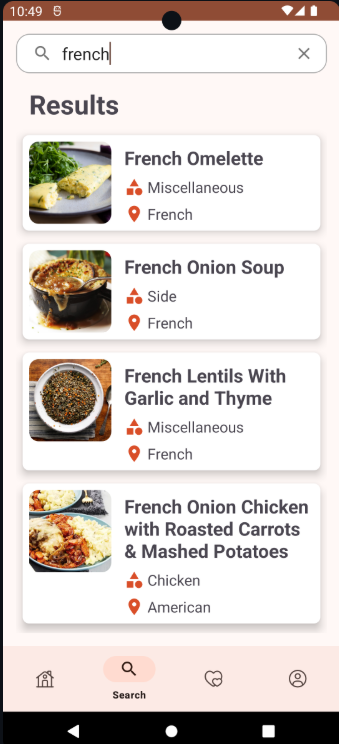 10:49
french
Results
French Omelette
Miscellaneous
French
French Onion Soup
Side
French
French Lentils With
Garlic and Thyme
Miscellaneous
French
French Onion Chicken
with Roasted Carrots
& Mashed Potatoes
Chicken
American
Search